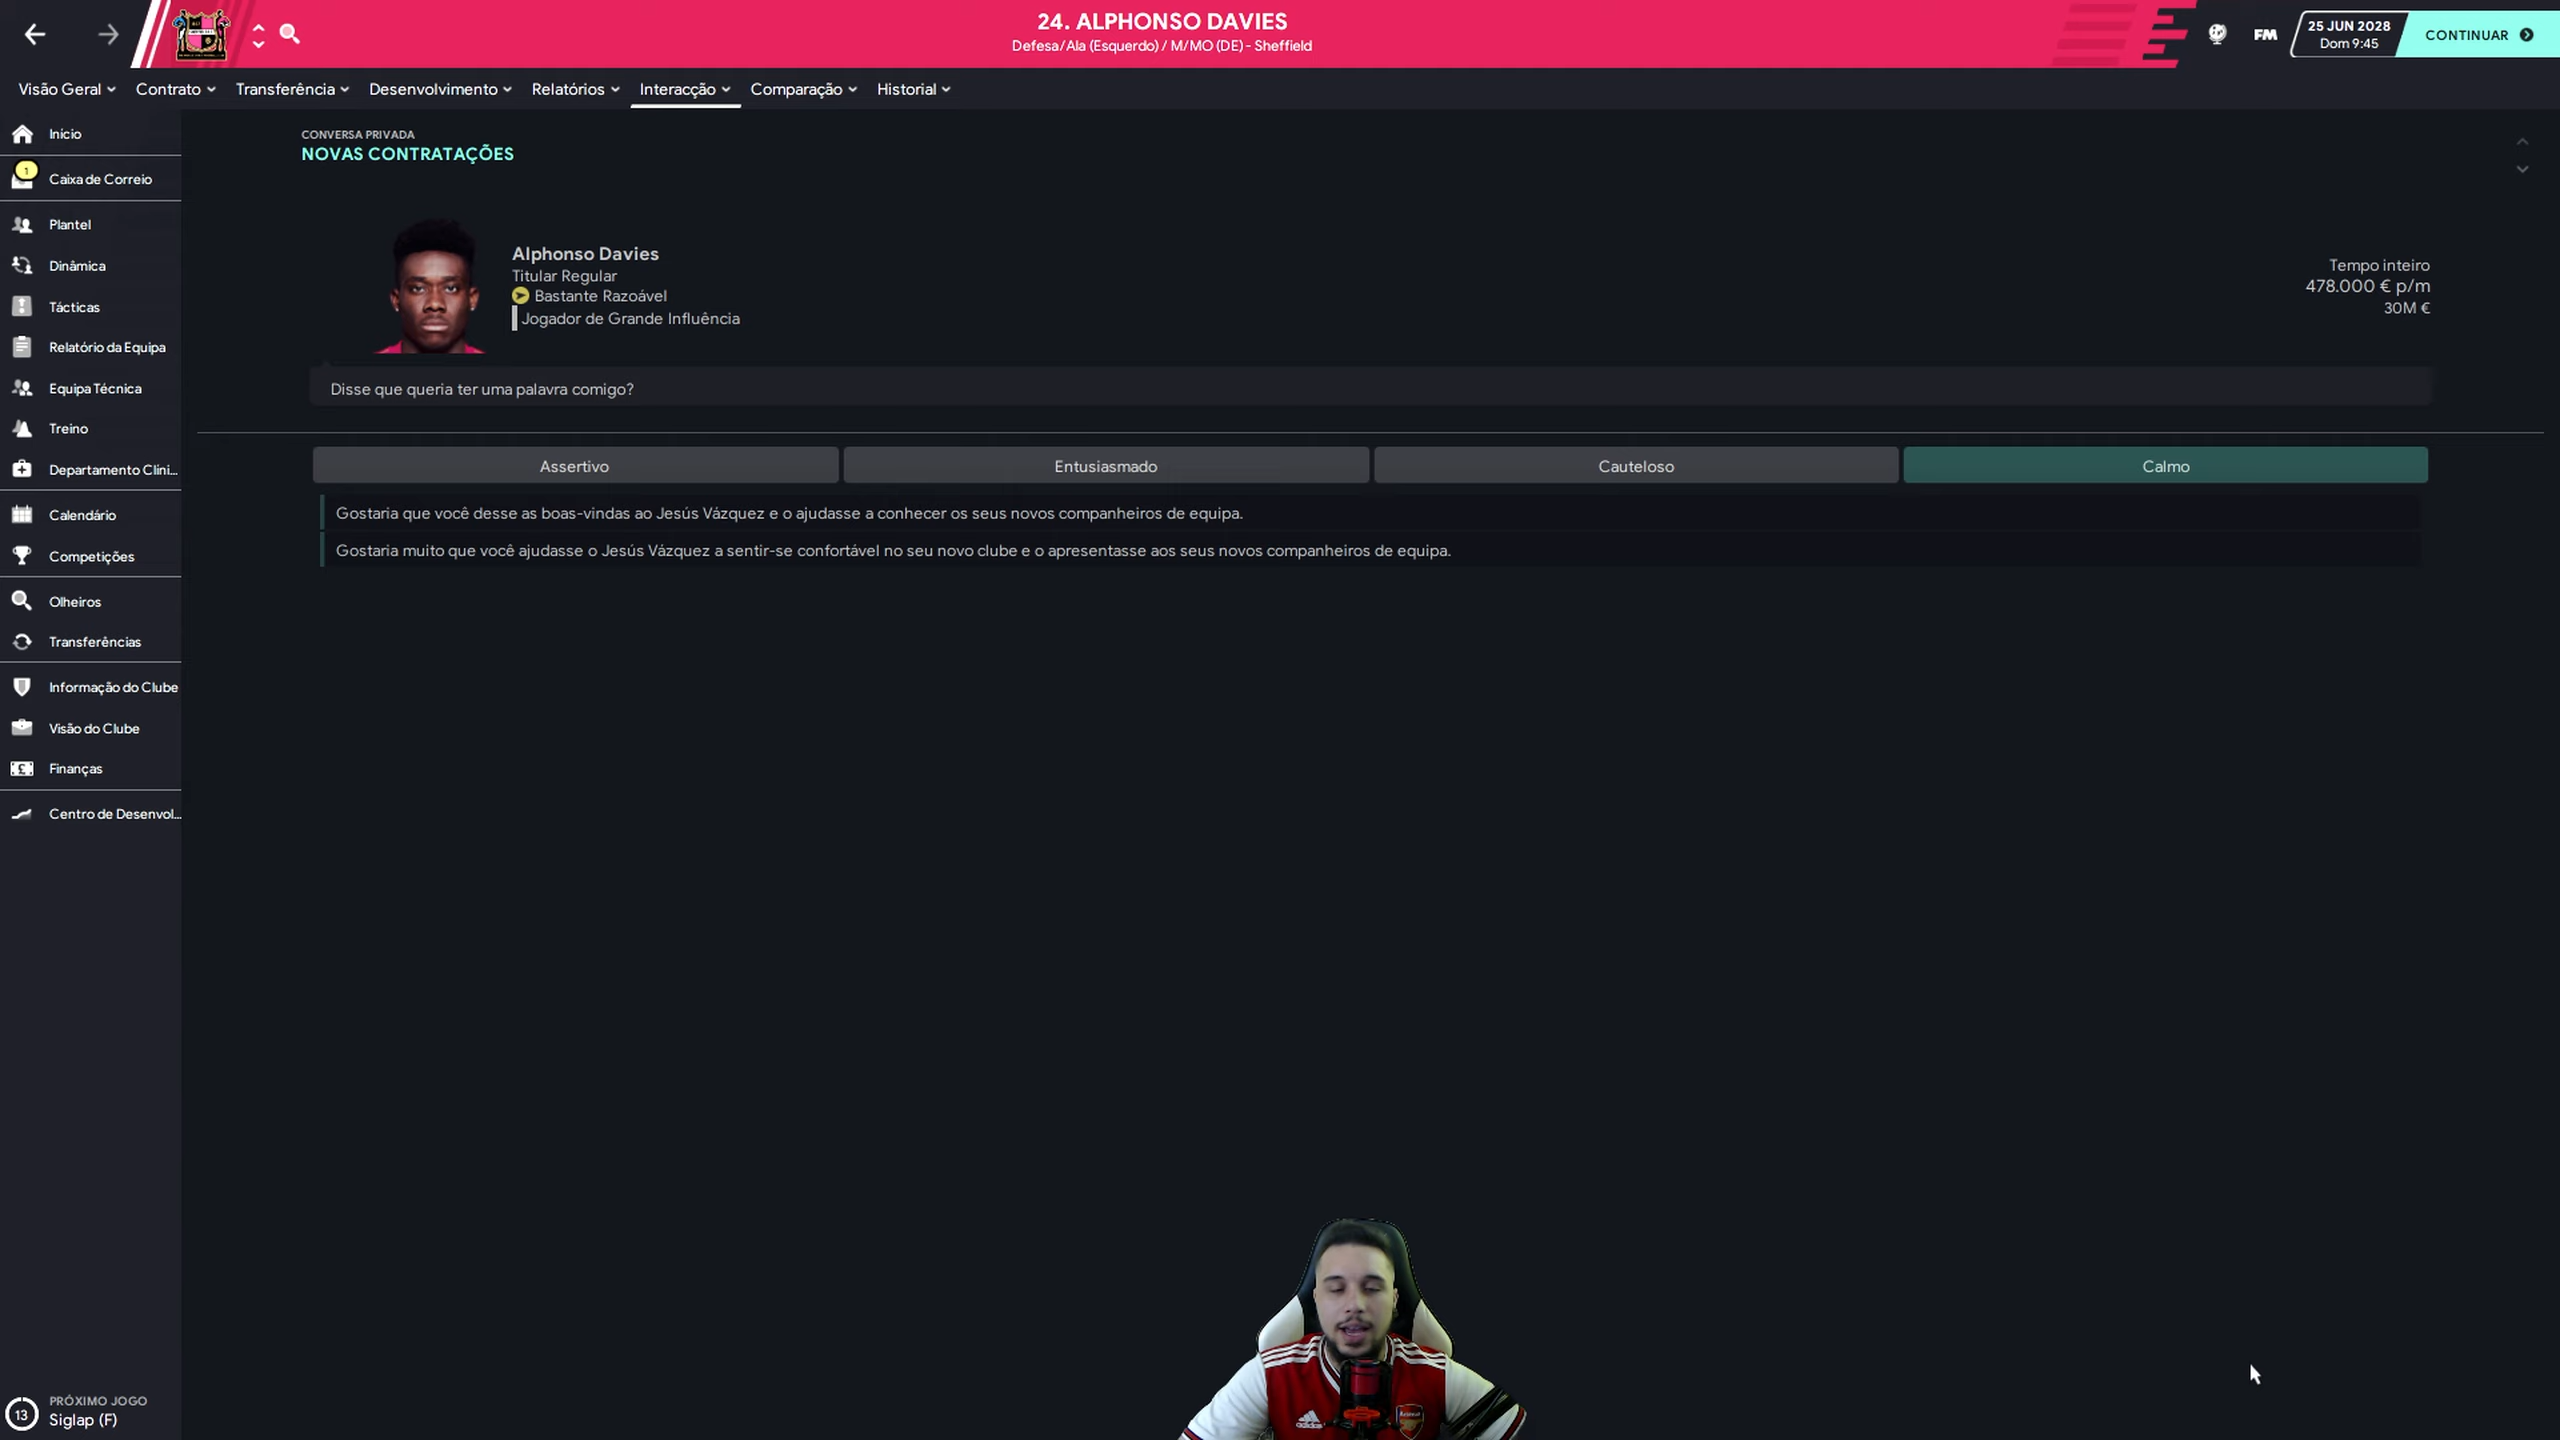 24. ALPHONSO DAVIES
Defesa/Ala (Esquerdo) / M/MO (DE) - Sheffield
FM
25 JUN 2028
Dom 9:45
CONTINUAR
Visão Geral
Contrato
Transferência
Desenvolvimento
Relatórios
Interacção
Comparação
Historial
Início
1
Caixa de Correio
Plantel
Dinâmica
Tácticas
Relatório da Equipa
Equipa Técnica
Treino
Departamento Clíni...
Calendário
Competições
Olheiros
Transferências
Informação do Clube
Visão do Clube
Finanças
Centro de Desenvol...
13
PRÓXIMO JOGO
Siglap (F)
CONVERSA PRIVADA
NOVAS CONTRATAÇÕES
Alphonso Davies
Titular Regular
Bastante Razoável
Jogador de Grande Influência
Tempo inteiro
478.000 € p/m
30M €
Disse que queria ter uma palavra comigo?
Assertivo
Entusiasmado
Cauteloso
Calmo
Gostaria que você desse as boas-vindas ao Jesús Vázquez e o ajudasse a conhecer os seus novos companheiros de equipa.
Gostaria muito que você ajudasse o Jesús Vázquez a sentir-se confortável no seu novo clube e o apresentasse aos seus novos companheiros de equipa.
adidas
Arsenal